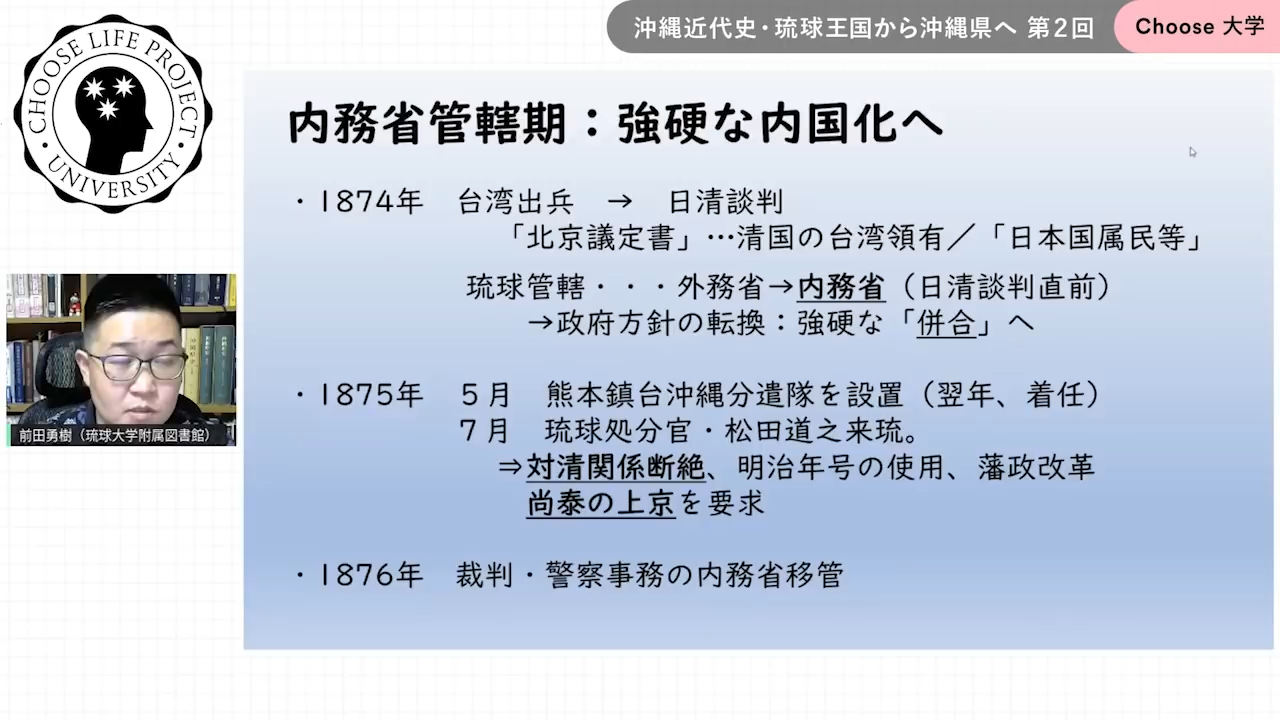 沖縄近代史・琉球王国から沖縄県へ 第２回
Choose 大学
CHOOSE LIFE PROJECT
・UNIVERSITY・
内務省管轄期：強硬な内国化へ
・1874年　台湾出兵　→　日清談判
「北京議定書」…清国の台湾領有／「日本国属民等」
琉球管轄・・・外務省→内務省（日清談判直前）
→政府方針の転換：強硬な「併合」へ
・1875年　５月　熊本鎮台沖縄分遣隊を設置（翌年、着任）
７月　琉球処分官・松田道之来琉。
⇒対清関係断絶、明治年号の使用、藩政改革
尚泰の上京を要求
・1876年　裁判・警察事務の内務省移管
前田勇樹（琉球大学附属図書館）